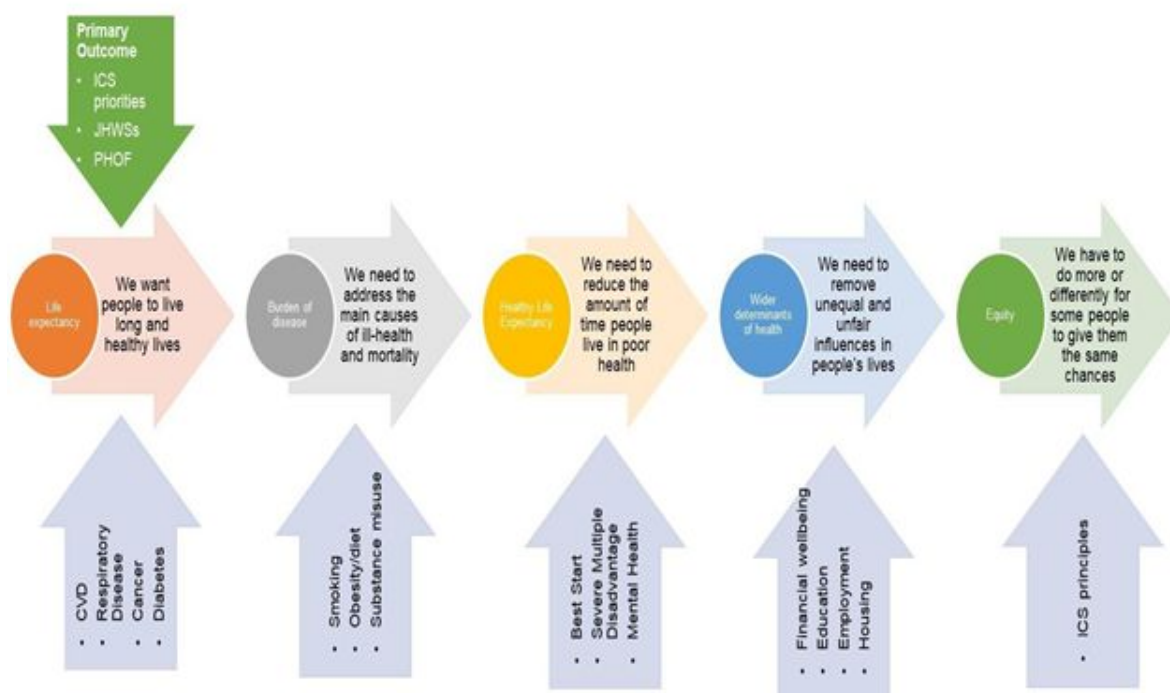 Primary
Outcome
• ICS
priorities
• JHWSs
• PHOF
Life
expectancy
We want
people to live
long and
healthy lives
Burden of
disease
We need to
address the
main causes
of ill-health
and mortality
Healthy Life
Expectancy
We need to
reduce the
amount of
time people
live in poor
health
Wider
determinants
of health
We need to
remove
unequal and
unfair
influences in
people's lives
Equity
We have to
do more or
differently for
some people
to give them
the same
chances
• CVD
• Respiratory
Disease
• Cancer
• Diabetes
• Smoking
• Obesity/diet
• Substance misuse
• Best Start
• Severe Multiple
Disadvantage
• Mental Health
• Financial wellbeing
• Education
• Employment
• Housing
• ICS principles